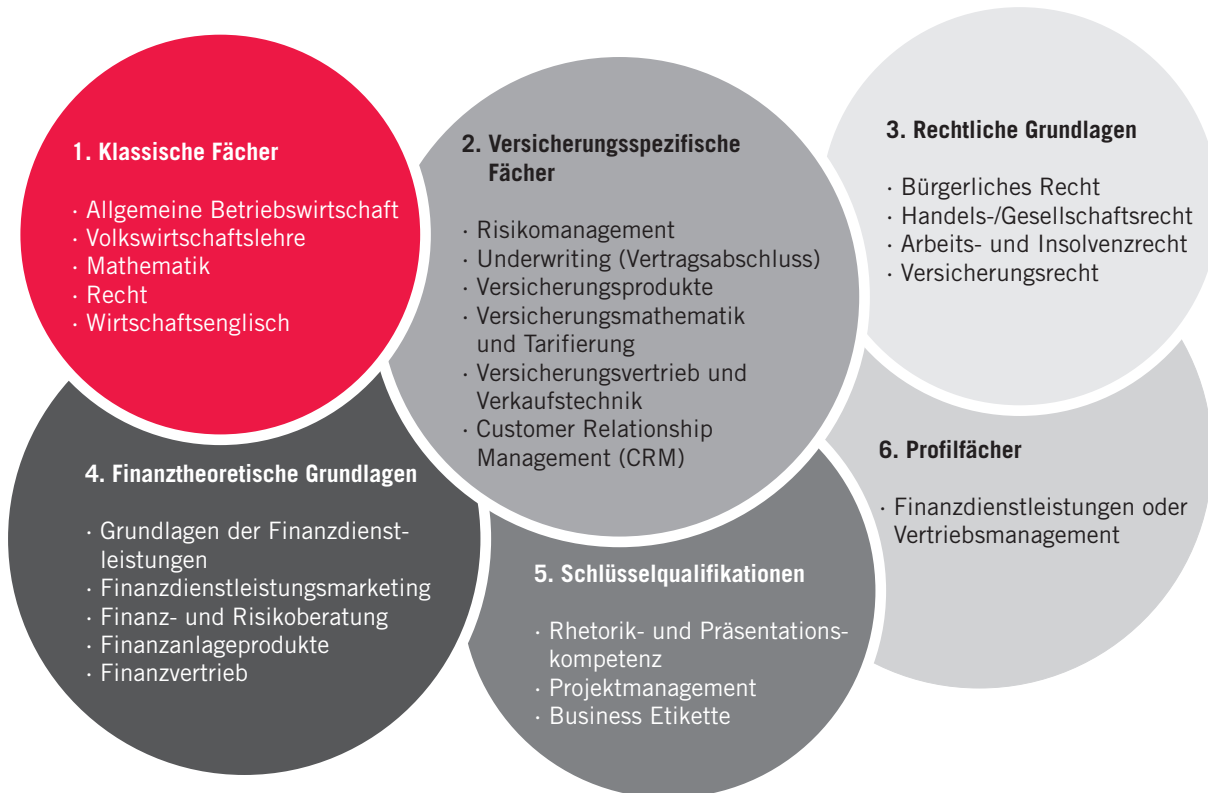 1. Klassische Fächer
· Allgemeine Betriebswirtschaft
· Volkswirtschaftslehre
· Mathematik
· Recht
· Wirtschaftsenglisch
2. Versicherungsspezifische
Fächer
· Risikomanagement
· Underwriting (Vertragsabschluss)
· Versicherungsprodukte
· Versicherungsmathematik
und Tarifierung
· Versicherungsvertrieb und
Verkaufstechnik
· Customer Relationship
Management (CRM)
3. Rechtliche Grundlagen
· Bürgerliches Recht
· Handels-/Gesellschaftsrecht
· Arbeits- und Insolvenzrecht
· Versicherungsrecht
4. Finanztheoretische Grundlagen
· Grundlagen der Finanzdienst-
leistungen
· Finanzdienstleistungsmarketing
· Finanz- und Risikoberatung
· Finanzanlageprodukte
· Finanzvertrieb
5. Schlüsselqualifikationen
· Rhetorik- und Präsentations-
kompetenz
· Projektmanagement
· Business Etikette
6. Profilfächer
· Finanzdienstleistungen oder
Vertriebsmanagement